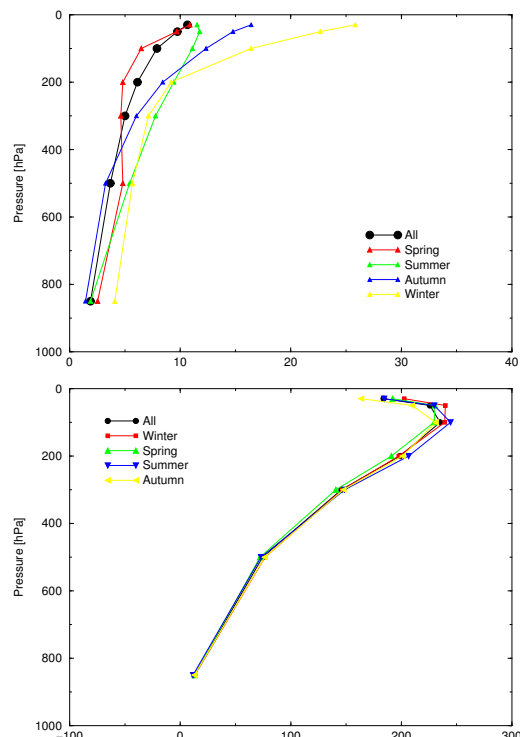 0
200
400
600
800
1000
Pressure [hPa]
All
Spring
Summer
Autumn
Winter
0 10 20 30 40
0
200
400
600
800
1000
Pressure [hPa]
All
Winter
Spring
Summer
Autumn
-100 0 100 200 300